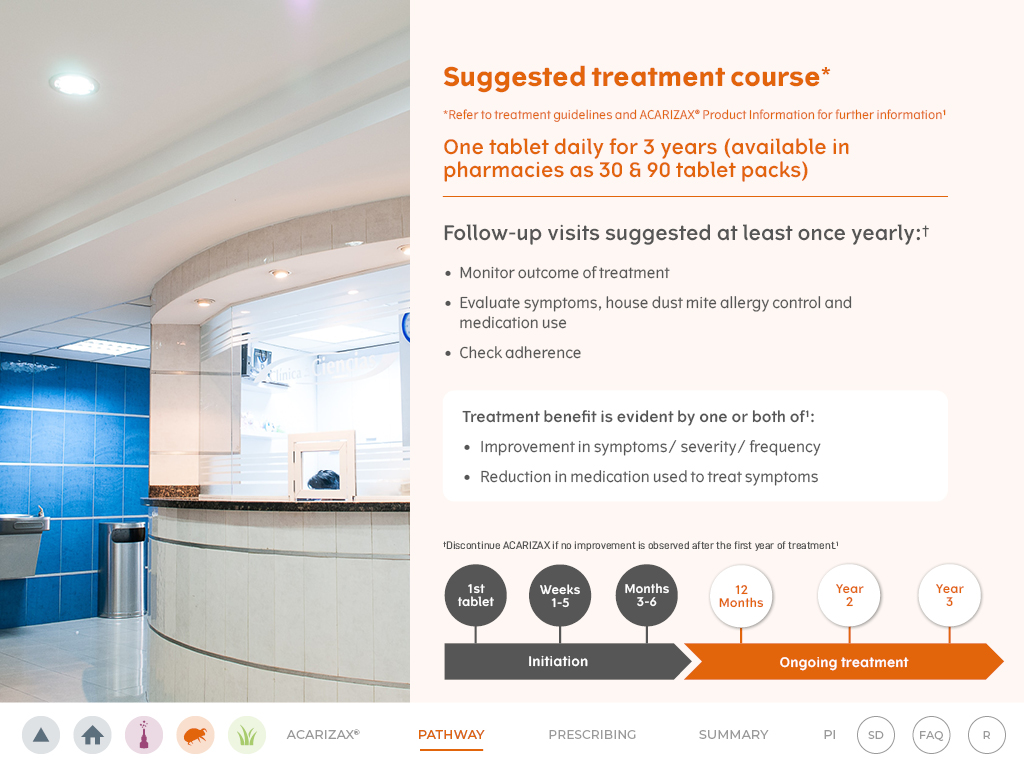 Suggested treatment course*
*Refer to treatment guidelines and ACARIZAX® Product Information for further information¹
One tablet daily for 3 years (available in
pharmacies as 30 & 90 tablet packs)
Follow-up visits suggested at least once yearly:†
• Monitor outcome of treatment
• Evaluate symptoms, house dust mite allergy control and
medication use
• Check adherence
Treatment benefit is evident by one or both of¹:
• Improvement in symptoms/ severity/ frequency
• Reduction in medication used to treat symptoms
†Discontinue ACARIZAX if no improvement is observed after the first year of treatment.¹
1st
tablet
Weeks
1-5
Months
3-6
12
Months
Year
2
Year
3
Initiation
Ongoing treatment
ACARIZAX®
PATHWAY
PRESCRIBING
SUMMARY
PI
SD
FAQ
R